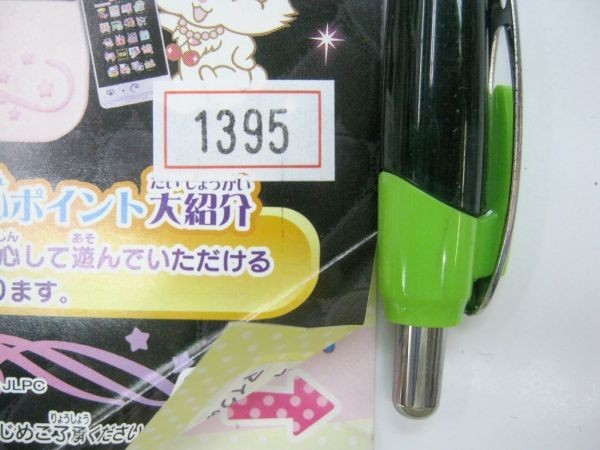 1395
ポイント大紹介
たいしょうかい
あそ
心して遊んでいただける
ります。
JLPC
りょうしょう
じめご了承ください